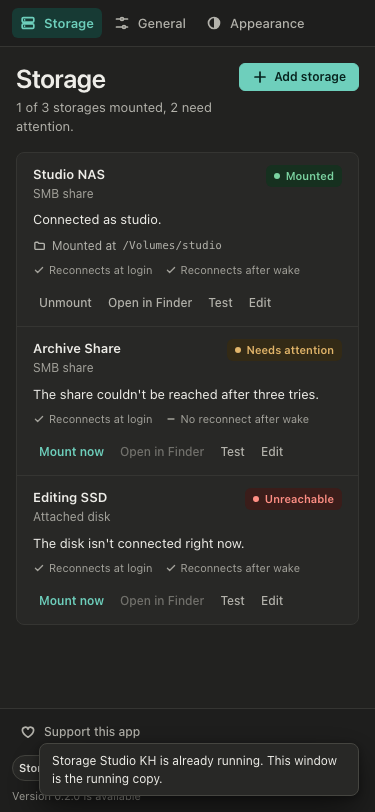 Storage
General
Appearance
Storage
Add storage
1 of 3 storages mounted, 2 need
attention.
Studio NAS
Mounted
SMB share
Connected as studio.
Mounted at /Volumes/studio
Reconnects at login Reconnects after wake
Unmount Open in Finder Test Edit
Archive Share
Needs attention
SMB share
The share couldn't be reached after three tries.
Reconnects at login No reconnect after wake
Mount now Open in Finder Test Edit
Editing SSD
Unreachable
Attached disk
The disk isn't connected right now.
Reconnects at login Reconnects after wake
Mount now Open in Finder Test Edit
Support this app
Storage Studio KH is already running. This window
is the running copy.
Version 0.2.0 is available